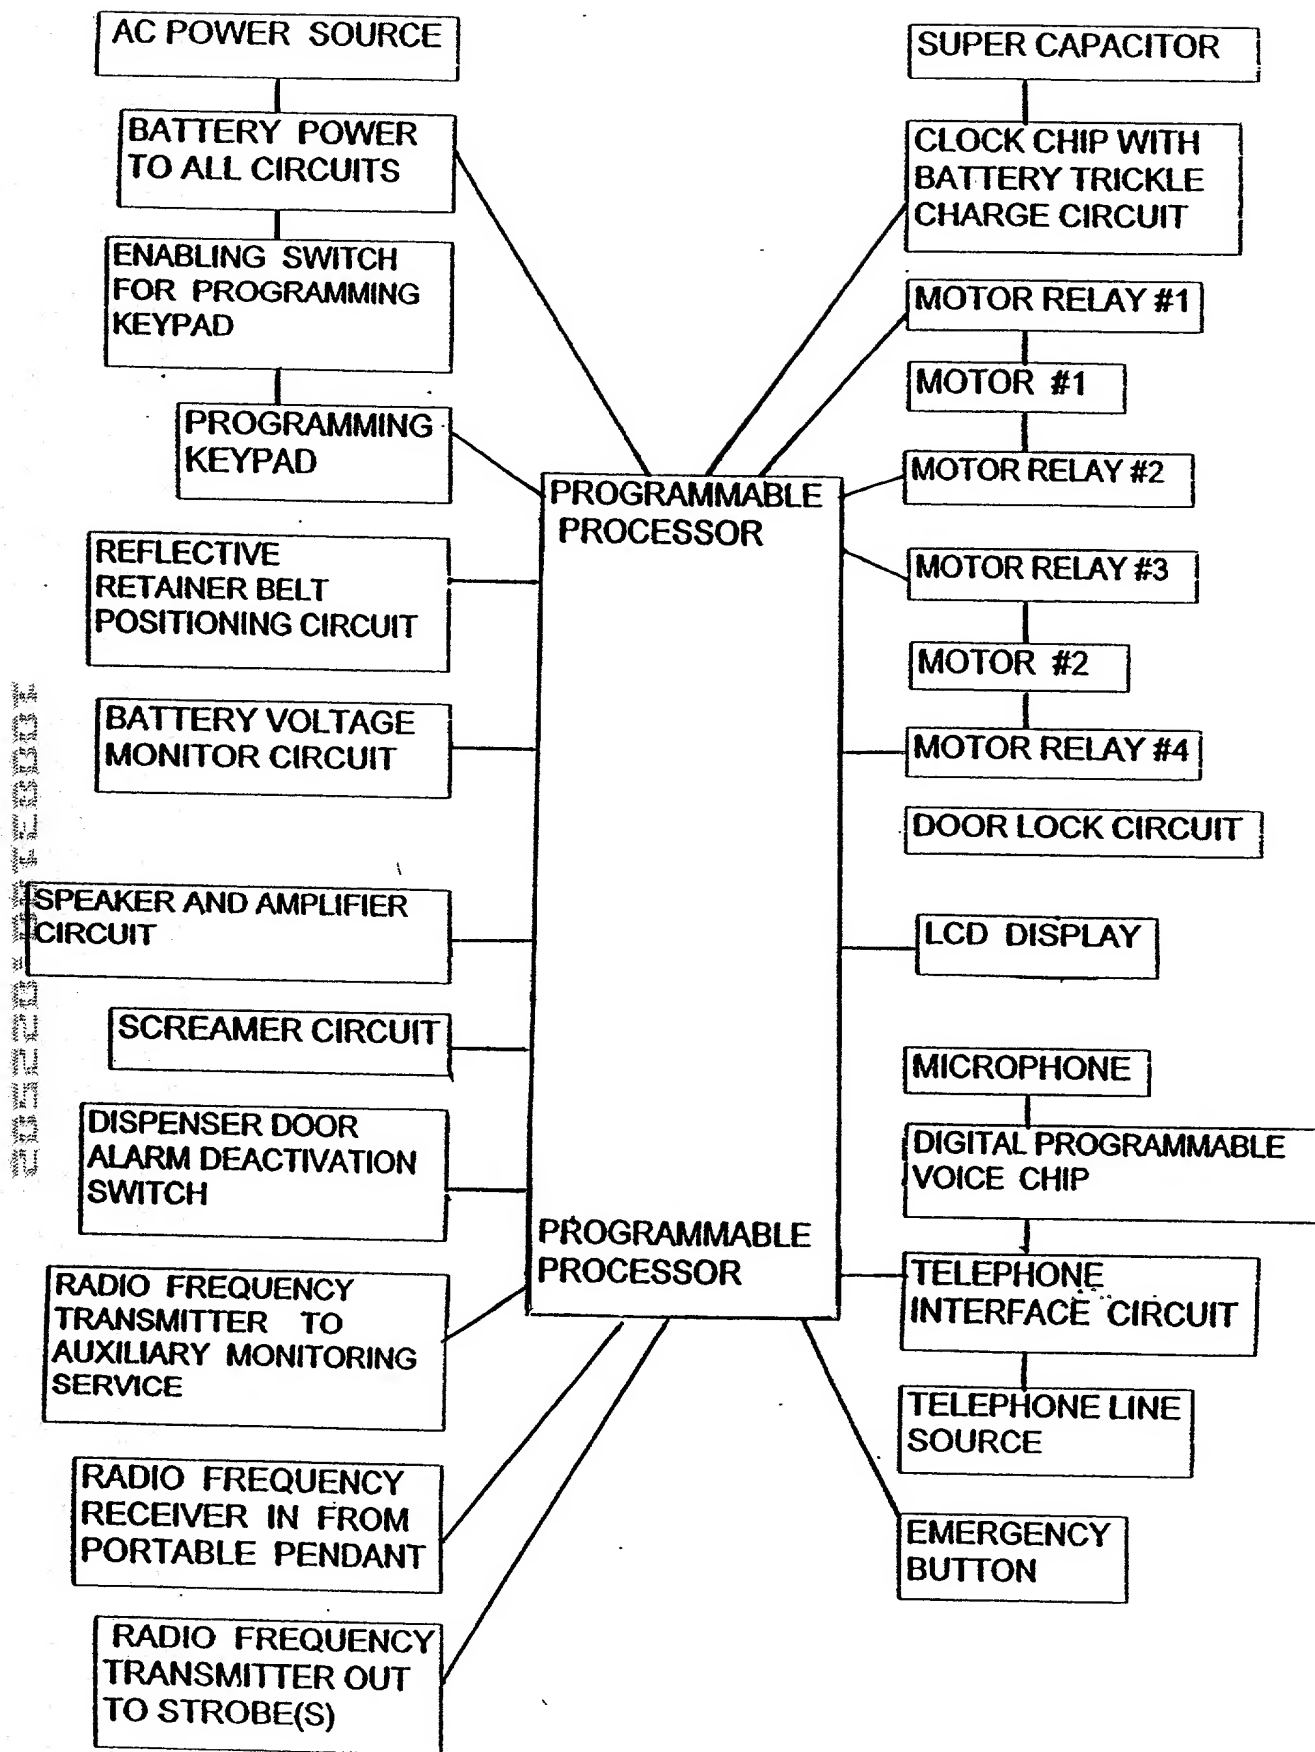 AC POWER SOURCE
BATTERY POWER
TO ALL CIRCUITS
ENABLING SWITCH
FOR PROGRAMMING
KEYPAD
PROGRAMMING
KEYPAD
REFLECTIVE
RETAINER BELT
POSITIONING CIRCUIT
BATTERY VOLTAGE
MONITOR CIRCUIT
SPEAKER AND AMPLIFIER
CIRCUIT
SCREAMER CIRCUIT
DISPENSER DOOR
ALARM DEACTIVATION
SWITCH
RADIO FREQUENCY
TRANSMITTER TO
AUXILIARY MONITORING
SERVICE
RADIO FREQUENCY
RECEIVER IN FROM
PORTABLE PENDANT
RADIO FREQUENCY
TRANSMITTER OUT
TO STROBE(S)
PROGRAMMABLE
PROCESSOR
PROGRAMMABLE
PROCESSOR
SUPER CAPACITOR
CLOCK CHIP WITH
BATTERY TRICKLE
CHARGE CIRCUIT
MOTOR RELAY #1
MOTOR #1
MOTOR RELAY #2
MOTOR RELAY #3
MOTOR #2
MOTOR RELAY #4
DOOR LOCK CIRCUIT
LCD DISPLAY
MICROPHONE
DIGITAL PROGRAMMABLE
VOICE CHIP
TELEPHONE
INTERFACE CIRCUIT
TELEPHONE LINE
SOURCE
EMERGENCY
BUTTON